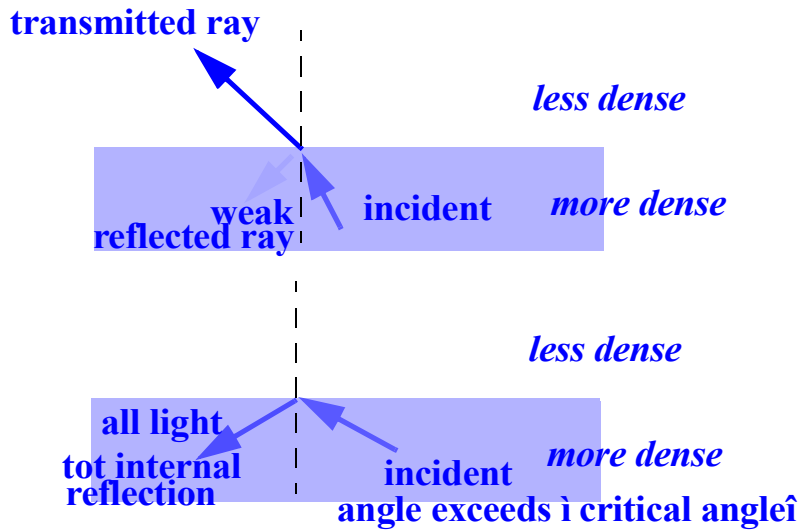 transmitted ray
less dense
incident
more dense
weak
reflected ray
less dense
all light
tot internal
reflection
incident
more dense
angle exceeds ì critical angleî